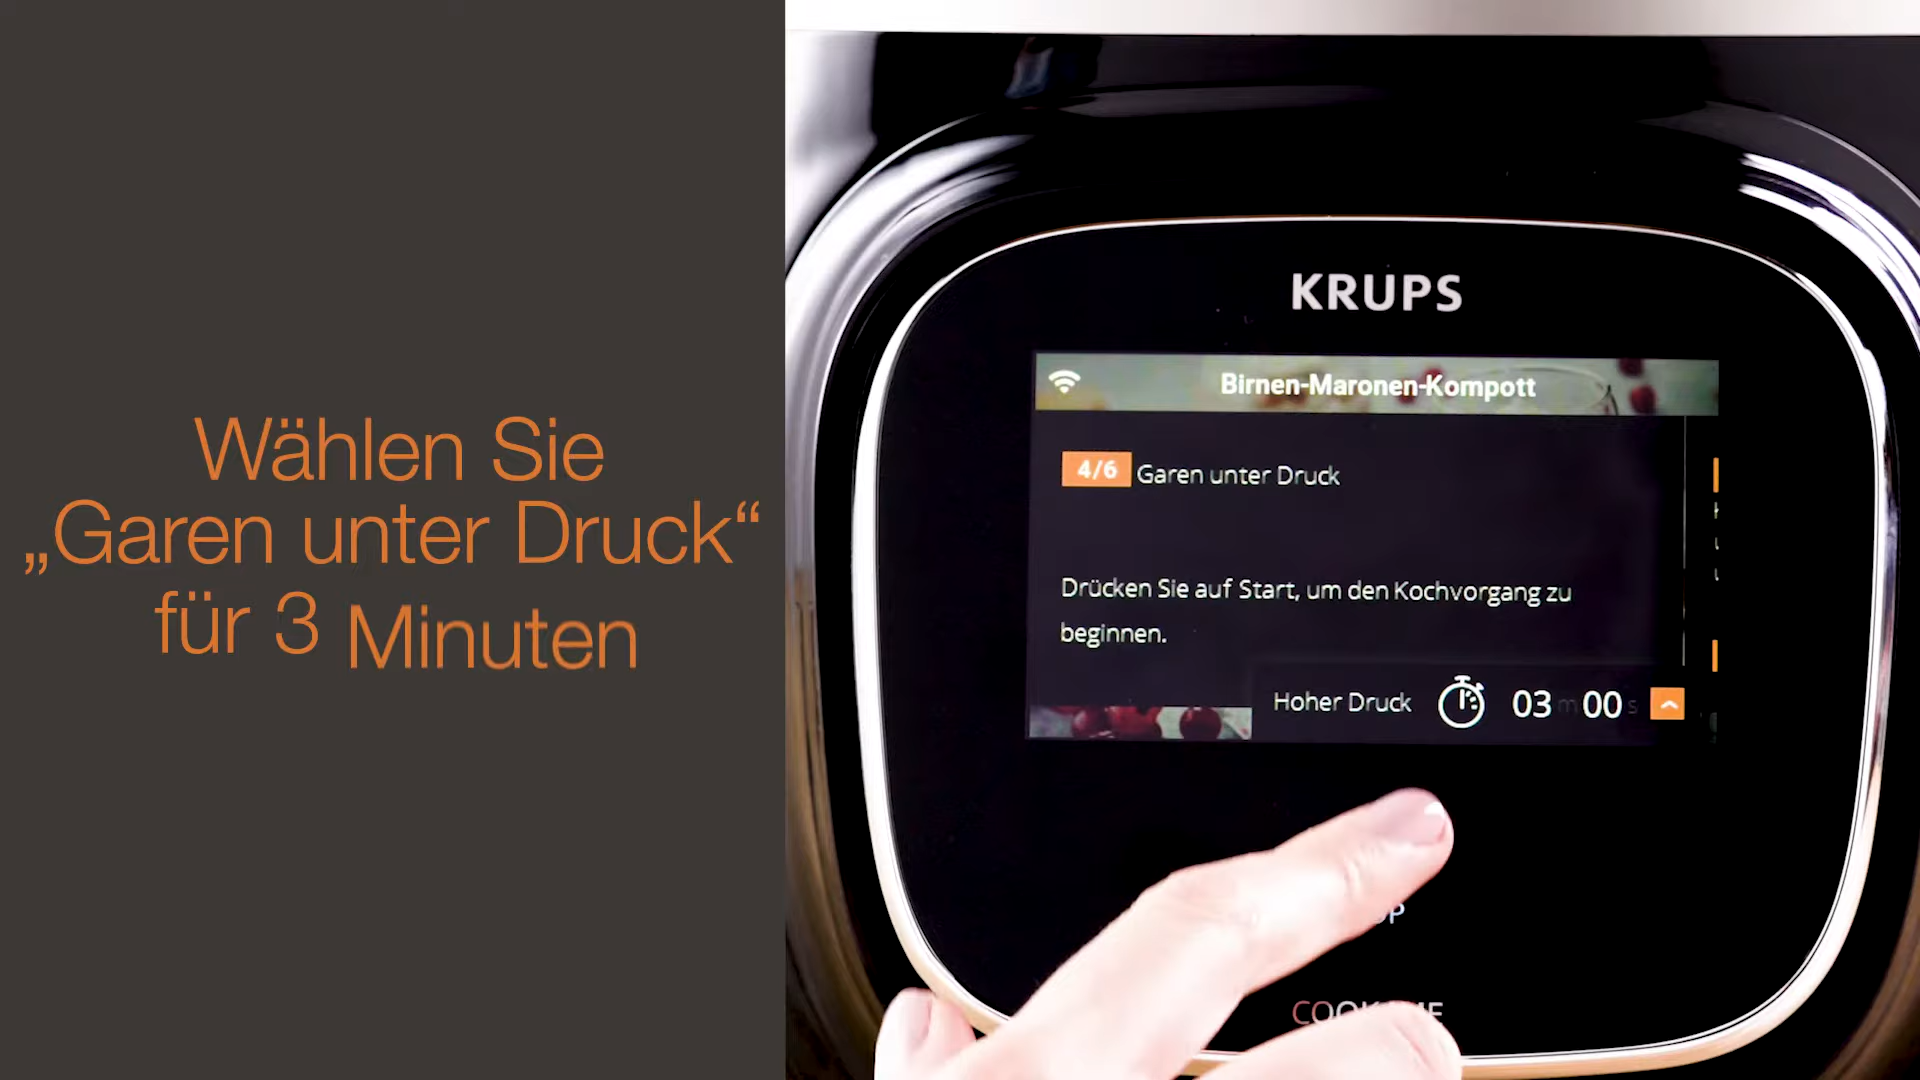 Wählen Sie
„Garen unter Druck“
für 3 Minuten
KRUPS
Birnen-Maronen-Kompott
4/6 Garen unter Druck
Drücken Sie auf Start, um den Kochvorgang zu
beginnen.
Hoher Druck 03 m 00 s